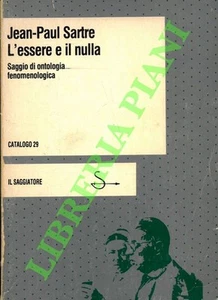 Jean-Paul Sartre
L'essere e il nulla
Saggio di ontologia
fenomenologica
CATALOGO 29
IL SAGGIATORE
LIBRERIA PIANI